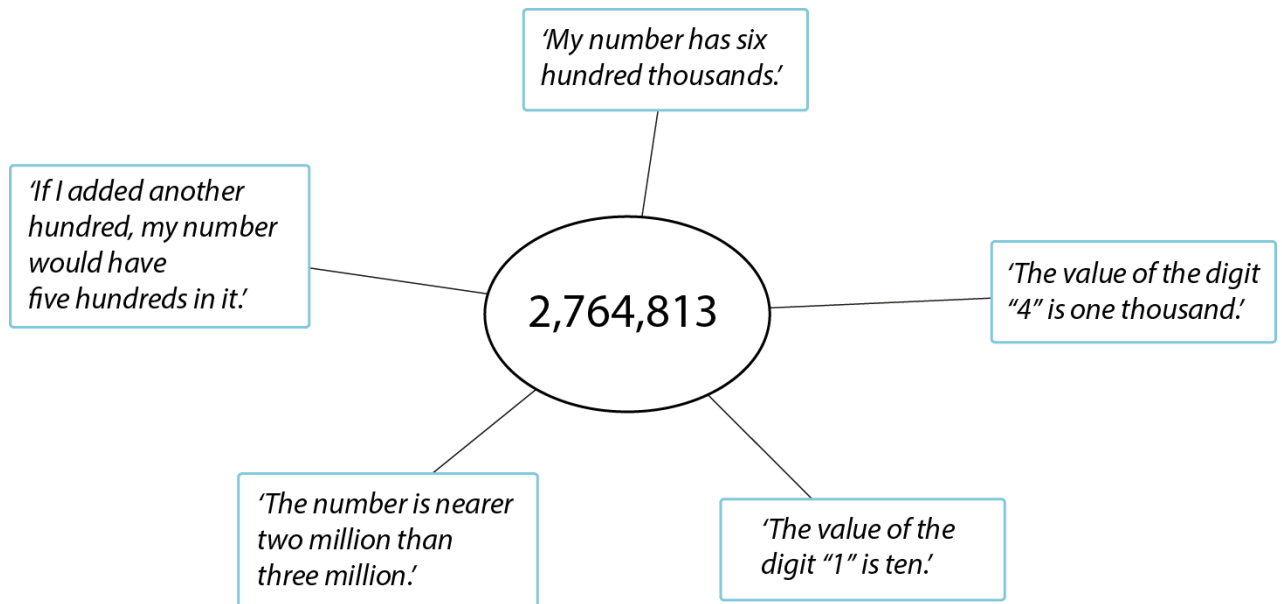 ‘My number has six
hundred thousands.’
‘If I added another
hundred, my number
would have
five hundreds in it.’
‘The value of the digit
“4” is one thousand.’
2,764,813
‘The number is nearer
two million than
three million.’
‘The value of the
digit “1” is ten.’